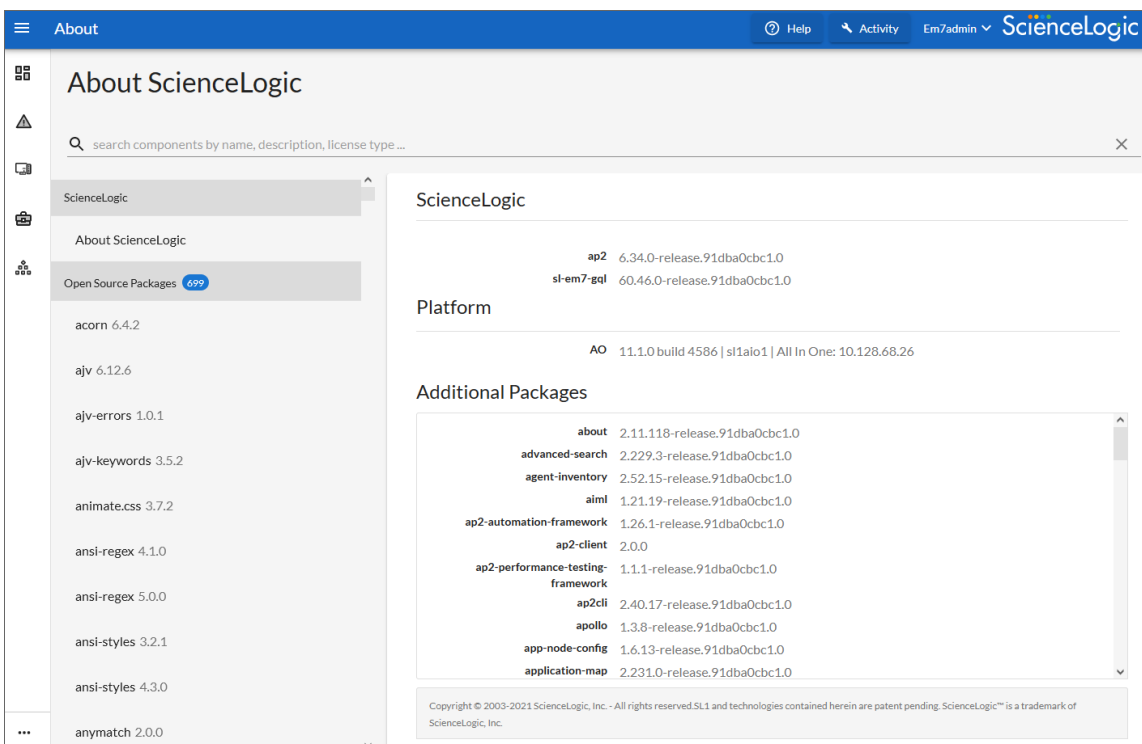 About
Help
Activity
Em7admin
ScienceLogic
About ScienceLogic
search components by name, description, license type ...
ScienceLogic
About ScienceLogic
Open Source Packages 699
acorn 6.4.2
ajv 6.12.6
ajv-errors 1.0.1
ajv-keywords 3.5.2
animate.css 3.7.2
ansi-regex 4.1.0
ansi-regex 5.0.0
ansi-styles 3.2.1
ansi-styles 4.3.0
anymatch 2.0.0
ScienceLogic
ap2 6.34.0-release.91dba0cbc1.0
sl-em7-gql 60.46.0-release.91dba0cbc1.0
Platform
AO 11.1.0 build 4586 | sl1aio1 | All In One: 10.128.68.26
Additional Packages
about 2.11.118-release.91dba0cbc1.0
advanced-search 2.229.3-release.91dba0cbc1.0
agent-inventory 2.52.15-release.91dba0cbc1.0
aiml 1.21.19-release.91dba0cbc1.0
ap2-automation-framework 1.26.1-release.91dba0cbc1.0
ap2-client 2.0.0
ap2-performance-testing- 1.1.1-release.91dba0cbc1.0
framework
ap2cli 2.40.17-release.91dba0cbc1.0
apollo 1.3.8-release.91dba0cbc1.0
app-node-config 1.6.13-release.91dba0cbc1.0
application-map 2.231.0-release.91dba0cbc1.0
Copyright © 2003-2021 ScienceLogic, Inc. - All rights reserved.SL1 and technologies contained herein are patent pending. ScienceLogic™ is a trademark of
ScienceLogic, Inc.